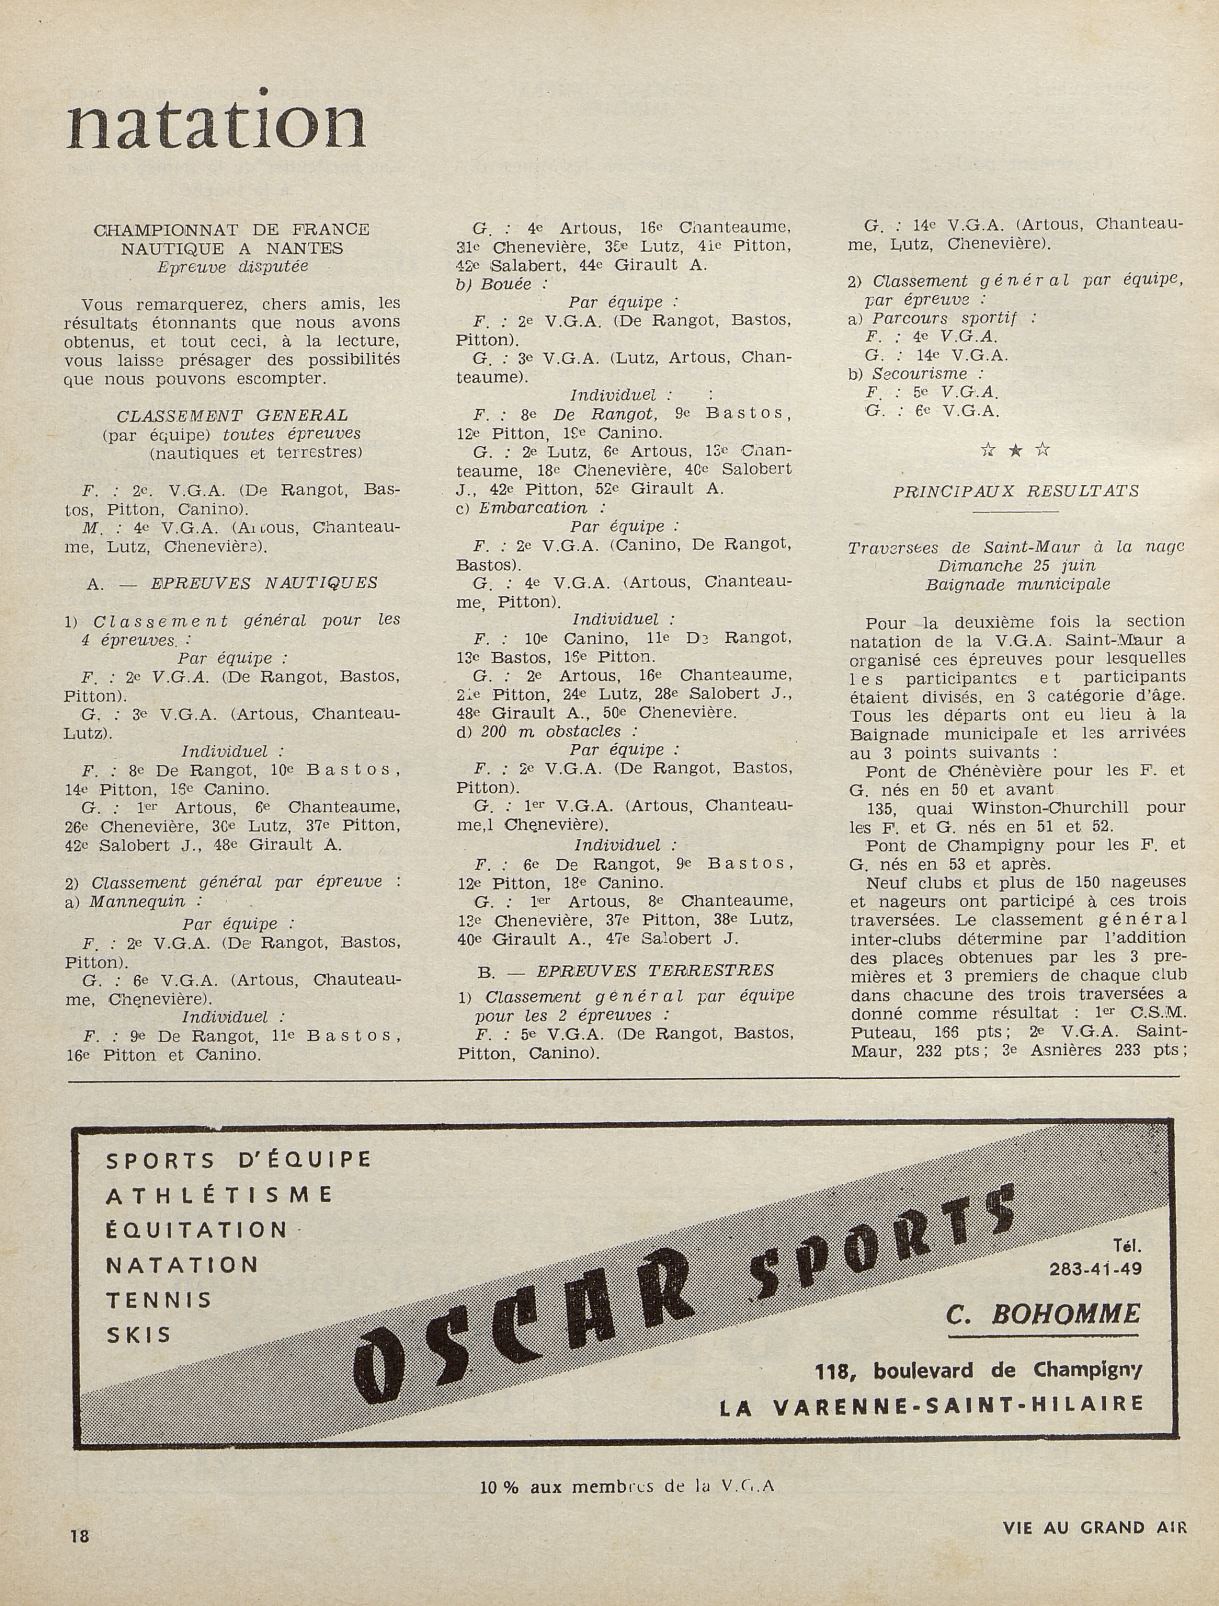 natation
CHAMPIONNAT DE FRANCE
NAUTIQUE A NANTES
Epreuve disputée
Vous remarquerez, chers amis, les
résultats étonnants que nous avons
obtenus, et tout ceci, à la lecture,
vous laisse présager des possibilités
que nous pouvons escompter.
CLASSEMENT GENERAL
(par équipe) toutes épreuves
(nautiques et terrestres)
F. : 2e. V.G.A. (De Rangot, Bas-
tos, Pitton, Canino).
M. : 4e V.G.A. (Artous, Chanteau-
me, Lutz, Chenevière).
A. — EPREUVES NAUTIQUES
1) Classement général pour les
4 épreuves :
Par équipe :
F. : 2e V.G.A. (De Rangot, Bastos,
Pitton).
G. : 3e V.G.A. (Artous, Chanteau-
Lutz).
Individuel :
F. : 8e De Rangot, 10e Bastos,
14e Pitton, Canino.
G. : 1er Artous, 6e Chanteaume,
26e Chenevière, 30e Lutz, 37e Pitton,
42e Salobert J., 48e Girault A.
2) Classement général par épreuve :
a) Mannequin :
Par équipe :
F. : 2e V.G.A. (De Rangot, Bastos,
Pitton).
G. : 6e V.G.A. (Artous, Chauteau-
me, Chenevière).
Individuel :
F. : 9e De Rangot, 11e Bastos,
16e Pitton et Canino.
G. : 4e Artous, 16e Chanteaume,
31e Chenevière, Lutz, 41e Pitton,
42e Salabert, 44e Girault A.
b) Bouée :
Par équipe :
F. : 2e V.G.A. (De Rangot, Bastos,
Pitton).
G. : 3e V.G.A. (Lutz, Artous, Chan-
teaume).
Individuel : :
F. : 8e De Rangot, 9e Bastos,
12e Pitton, Canino.
G. : 2e Lutz, 6e Artous, Chan-
teaume, 18e Chenevière, 40e Salobert
J., 42e Pitton, 52e Girault A.
c) Embarcation :
Par équipe :
F. : 2e V.G.A. (Canino, De Rangot,
Bastos).
G. : 4e V.G.A. (Artous, Chanteau-
me, Pitton).
Individuel :
F. : 10e Canino, 11e De Rangot,
13e Bastos, Pitton.
G. : 2e Artous, 16e Chanteaume,
21e Pitton, 24e Lutz, 28e Salobert J.,
48e Girault A., 50e Chenevière.
d) 200 m obstacles :
Par équipe :
F. : 2e V.G.A. (De Rangot, Bastos,
Pitton).
G. : 1er V.G.A. (Artous, Chanteau-
me,l Chenevière).
Individuel :
F. : 6e De Rangot, 9e Bastos,
12e Pitton, 18e Canino.
G. : 1er Artous, 8e Chanteaume,
Chenevière, 37e Pitton, 38e Lutz,
40e Girault A., 47e Salobert J.
B. — EPREUVES TERRESTRES
1) Classement général par équipe
pour les 2 épreuves :
F. : 5e V.G.A. (De Rangot, Bastos,
Pitton, Canino).
G. : 14e V.G.A. (Artous, Chanteau-
me, Lutz, Chenevière).
2) Classement général par équipe,
par épreuve :
a) Parcours sportif :
F. : 4e V.G.A.
G. : 14e V.G.A.
b) Secourisme :
F. : 5e V.G.A.
G. : 6e V.G.A.
☆ ★ ☆
PRINCIPAUX RESULTATS
Traversées de Saint-Maur à la nage
Dimanche 25 juin
Baignade municipale
Pour la deuxième fois la section
natation de la V.G.A. Saint-Maur a
organisé ces épreuves pour lesquelles
les participantes et participants
étaient divisés, en 3 catégorie d'âge.
Tous les départs ont eu lieu à la
Baignade municipale et les arrivées
au 3 points suivants :
Pont de Chénèvière pour les F. et
G. nés en 50 et avant
135, quai Winston-Churchill pour
les F. et G. nés en 51 et 52.
Pont de Champigny pour les F. et
G. nés en 53 et après.
Neuf clubs et plus de 150 nageuses
et nageurs ont participé à ces trois
traversées. Le classement général
inter-clubs détermine par l'addition
des places obtenues par les 3 pre-
mières et 3 premiers de chaque club
dans chacune des trois traversées a
donné comme résultat : 1er C.S.M.
Puteau, 166 pts ; 2e V.G.A. Saint-
Maur, 232 pts ; 3e Asnières 233 pts ;
SPORTS D'ÉQUIPE
ATHLÉTISME
ÉQUITATION
NATATION
TENNIS
SKIS
OSCAR SPORTS
Tél.
283-41-49
C. BOHOMME
118, boulevard de Champigny
LA VARENNE-SAINT-HILAIRE
10 % aux membres de la V.G.A
18
VIE AU GRAND AIR